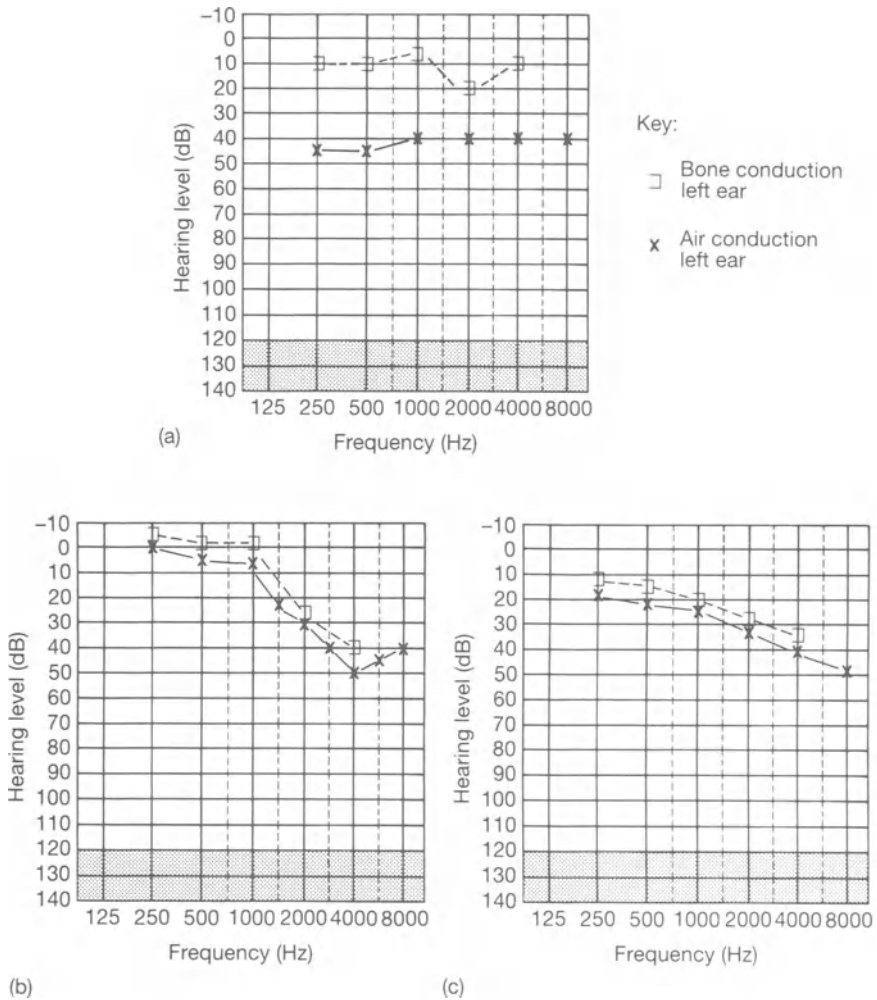 −10
0
10
20
30
40
50
60
70
80
90
100
110
120
130
140
Hearing level (dB)
125 250 500 1000 2000 4000 8000
Frequency (Hz)
(a)
Key:
Bone conduction
left ear
Air conduction
left ear
−10
0
10
20
30
40
50
60
70
80
90
100
110
120
130
140
Hearing level (dB)
125 250 500 1000 2000 4000 8000
Frequency (Hz)
(b)
−10
0
10
20
30
40
50
60
70
80
90
100
110
120
130
140
Hearing level (dB)
125 250 500 1000 2000 4000 8000
Frequency (Hz)
(c)